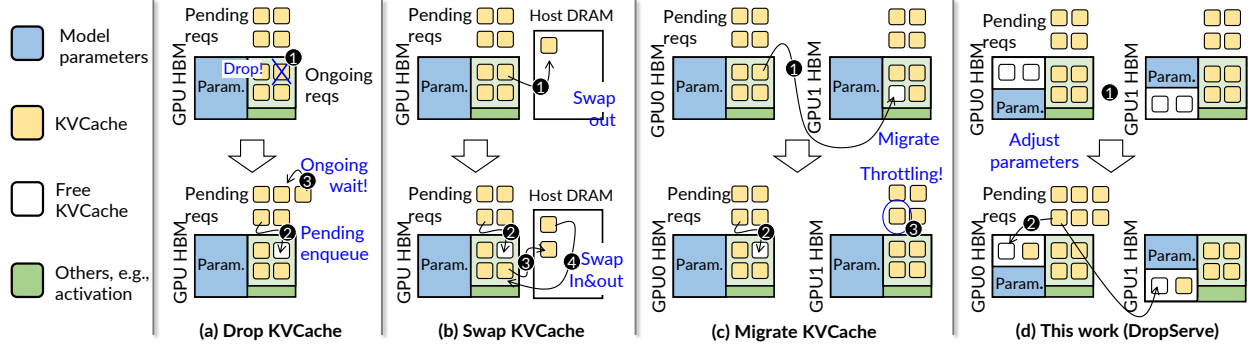 Model
parameters
KVCache
Free
KVCache
Others, e.g.,
activation
Pending
reqs
GPU HBM
Param.
Drop!
1
Ongoing
reqs
Ongoing
wait!
3
Pending
reqs
GPU HBM
Param.
2
Pending
enqueue
(a) Drop KVCache
Pending
reqs
Host DRAM
GPU HBM
Param.
1
Swap
out
Pending
reqs
Host DRAM
GPU HBM
Param.
2
3
4
Swap
In&out
(b) Swap KVCache
Pending
reqs
GPU0 HBM
Param.
1
GPU1 HBM
Param.
Migrate
Throttling!
Pending
reqs
GPU0 HBM
Param.
2
GPU1 HBM
Param.
3
(c) Migrate KVCache
Pending
reqs
GPU0 HBM
Param.
1
GPU1 HBM
Param.
Adjust
parameters
Pending
reqs
2
GPU0 HBM
Param.
GPU1 HBM
Param.
(d) This work (DropServe)